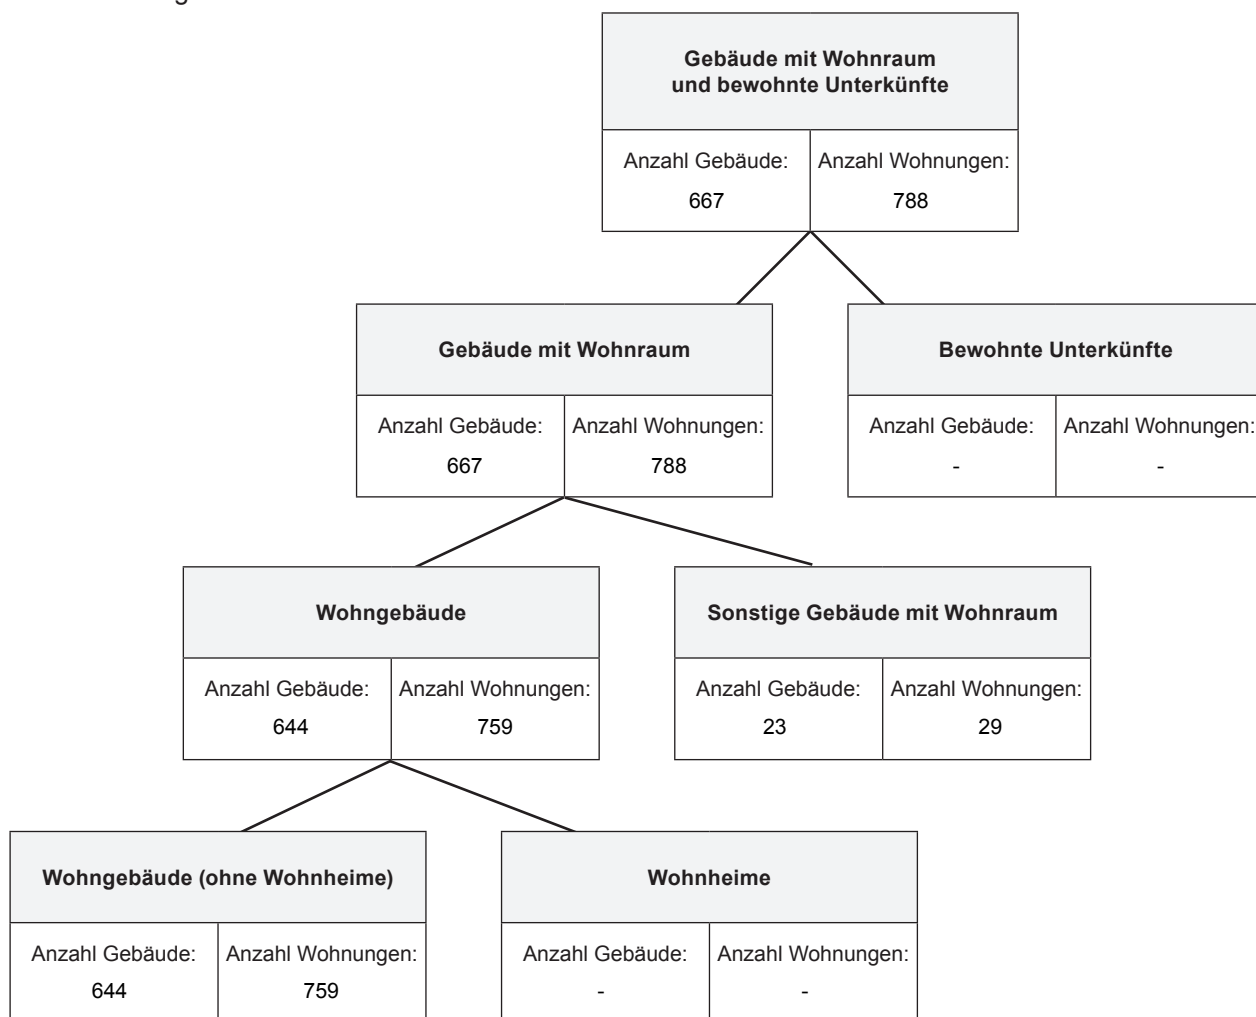 Gebäude mit Wohnraum
und bewohnte Unterkünfte
Anzahl Gebäude: Anzahl Wohnungen:
667 788
Gebäude mit Wohnraum
Anzahl Gebäude: Anzahl Wohnungen:
667 788
Bewohnte Unterkünfte
Anzahl Gebäude: Anzahl Wohnungen:
- -
Wohngebäude
Anzahl Gebäude: Anzahl Wohnungen:
644 759
Sonstige Gebäude mit Wohnraum
Anzahl Gebäude: Anzahl Wohnungen:
23 29
Wohngebäude (ohne Wohnheime)
Anzahl Gebäude: Anzahl Wohnungen:
644 759
Wohnheime
Anzahl Gebäude: Anzahl Wohnungen:
- -